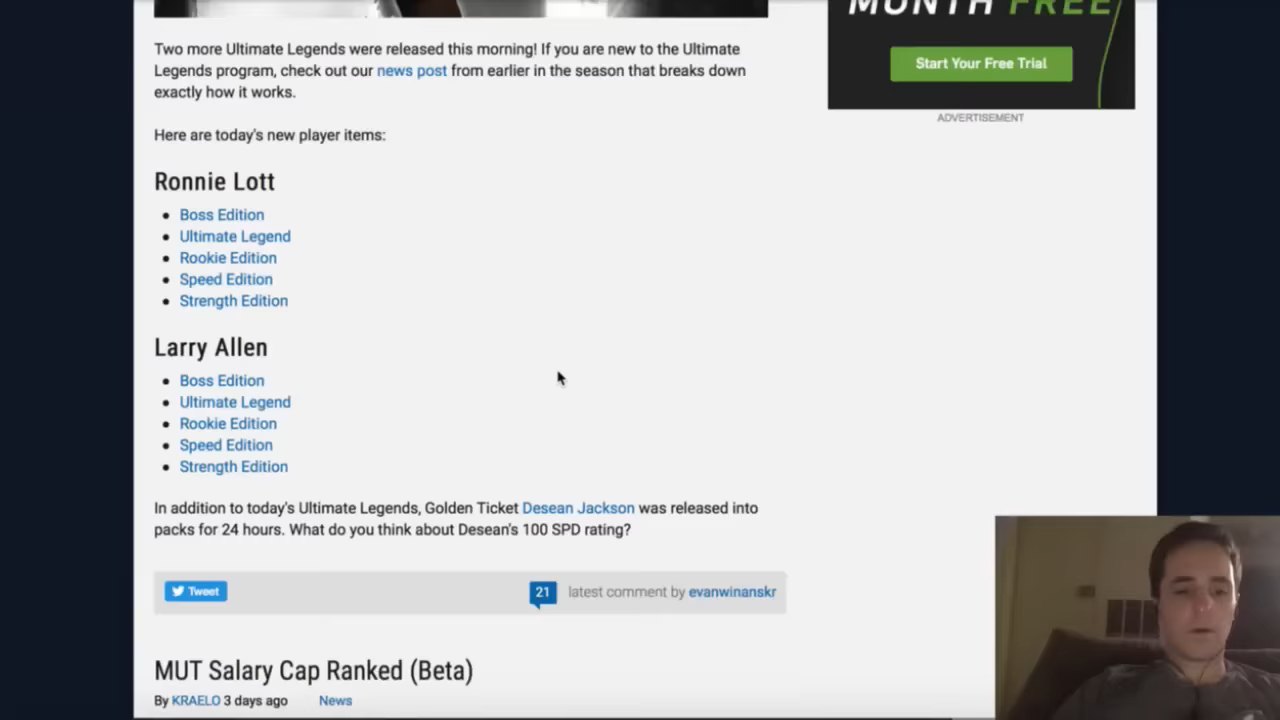 MONTH FREE
Start Your Free Trial
ADVERTISEMENT
Two more Ultimate Legends were released this morning! If you are new to the Ultimate
Legends program, check out our news post from earlier in the season that breaks down
exactly how it works.
Here are today's new player items:
Ronnie Lott
Boss Edition
Ultimate Legend
Rookie Edition
Speed Edition
Strength Edition
Larry Allen
Boss Edition
Ultimate Legend
Rookie Edition
Speed Edition
Strength Edition
In addition to today's Ultimate Legends, Golden Ticket Desean Jackson was released into
packs for 24 hours. What do you think about Desean's 100 SPD rating?
Tweet
21 latest comment by evanwinanskr
MUT Salary Cap Ranked (Beta)
By KRAELO 3 days ago News